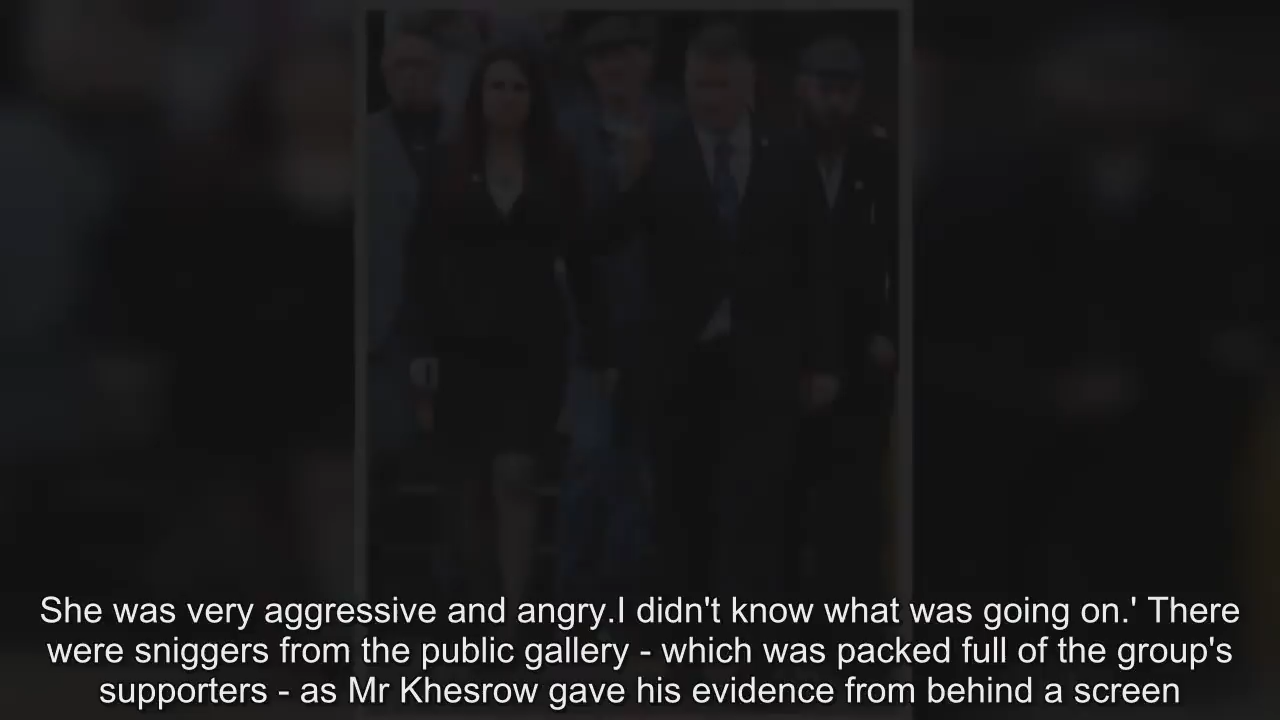 She was very aggressive and angry.I didn't know what was going on.' There
were sniggers from the public gallery - which was packed full of the group's
supporters - as Mr Khesrow gave his evidence from behind a screen